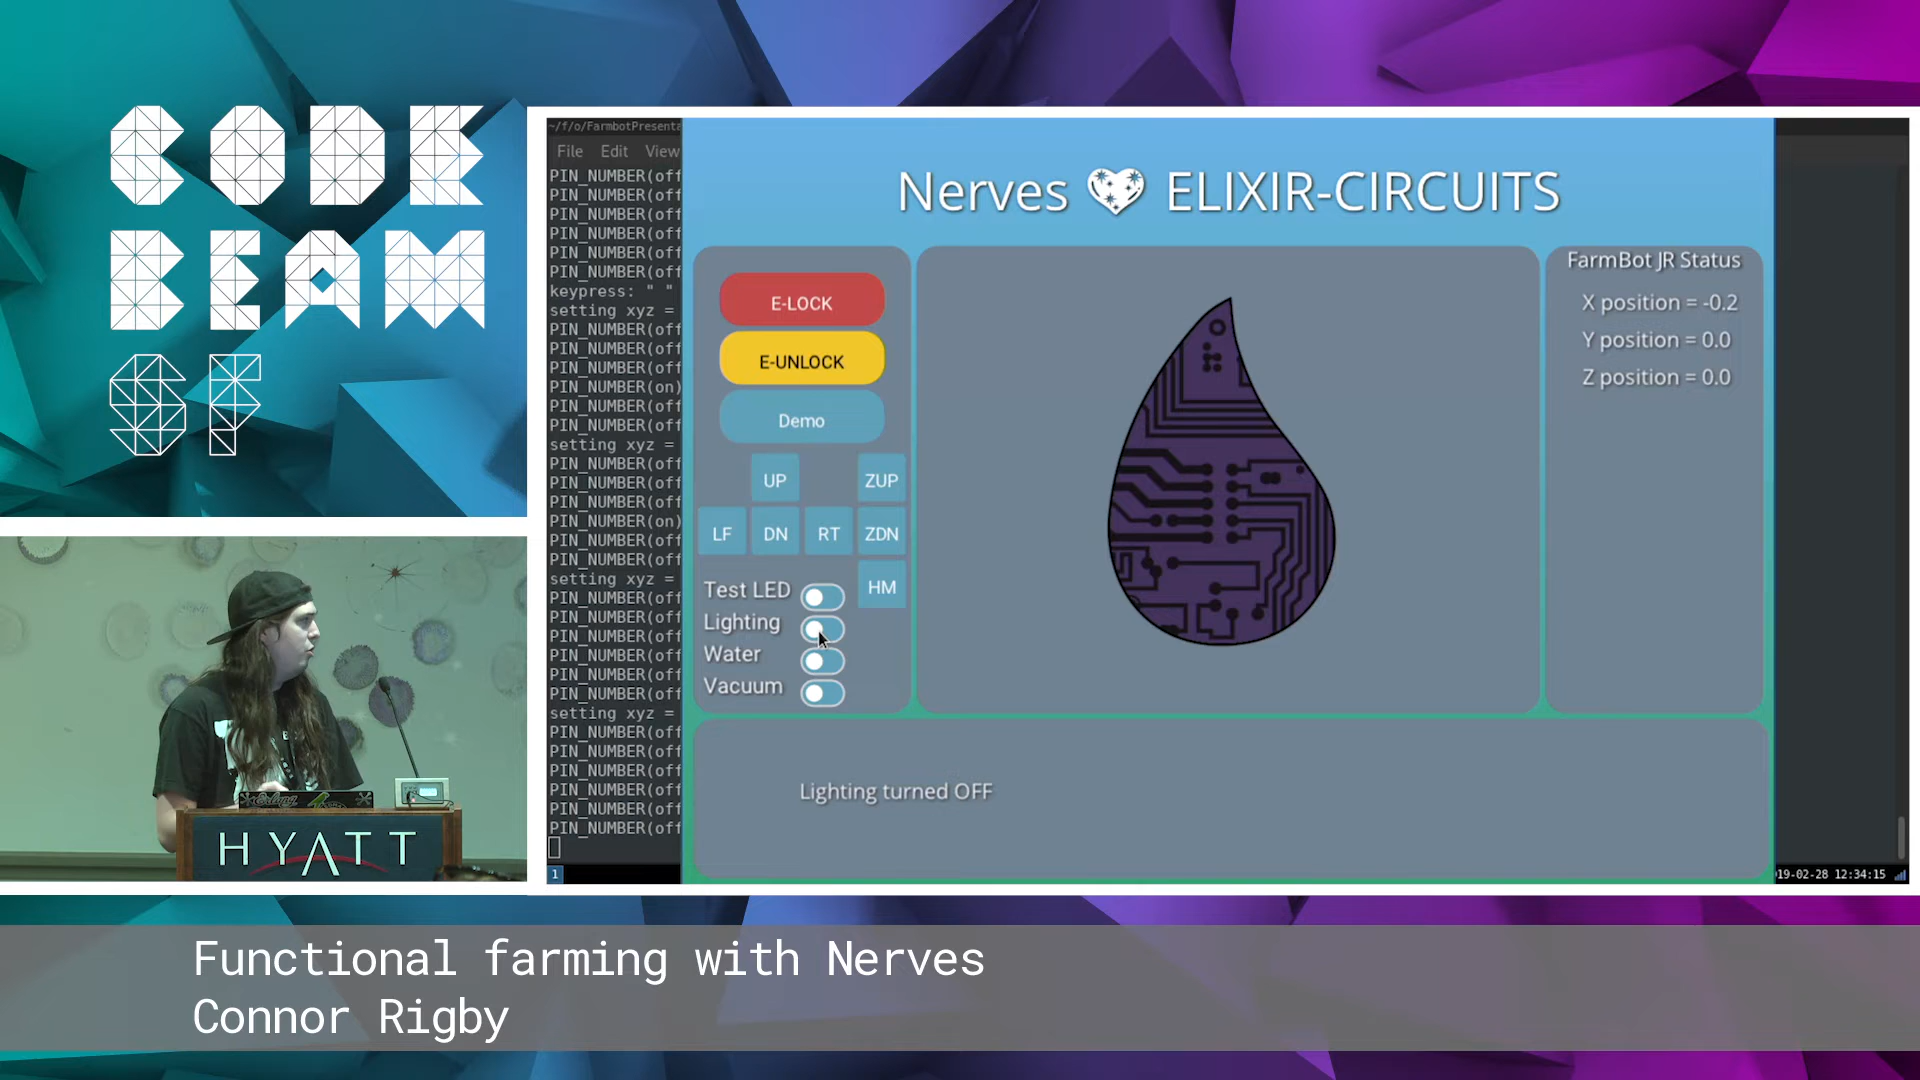 CODE
BEAM
SF
~/f/o/FarmbotPresenta
File Edit View
PIN_NUMBER(off
PIN_NUMBER(off
PIN_NUMBER(off
PIN_NUMBER(off
PIN_NUMBER(off
PIN_NUMBER(off
keypress: " "
setting xyz =
PIN_NUMBER(off
PIN_NUMBER(off
PIN_NUMBER(off
PIN_NUMBER(on)
PIN_NUMBER(off
PIN_NUMBER(off
setting xyz =
PIN_NUMBER(off
PIN_NUMBER(off
PIN_NUMBER(off
PIN_NUMBER(on)
PIN_NUMBER(off
PIN_NUMBER(off
setting xyz =
PIN_NUMBER(off
PIN_NUMBER(off
PIN_NUMBER(off
PIN_NUMBER(off
PIN_NUMBER(off
PIN_NUMBER(off
setting xyz =
PIN_NUMBER(off
PIN_NUMBER(off
PIN_NUMBER(off
PIN_NUMBER(off
PIN_NUMBER(off
PIN_NUMBER(off
1
Nerves ELIXIR-CIRCUITS
E-LOCK
E-UNLOCK
Demo
UP ZUP
LF DN RT ZDN
HM
Test LED
Lighting
Water
Vacuum
FarmBot JR Status
X position = -0.2
Y position = 0.0
Z position = 0.0
Lighting turned OFF
19-02-28 12:34:15
HYATT
Functional farming with Nerves
Connor Rigby